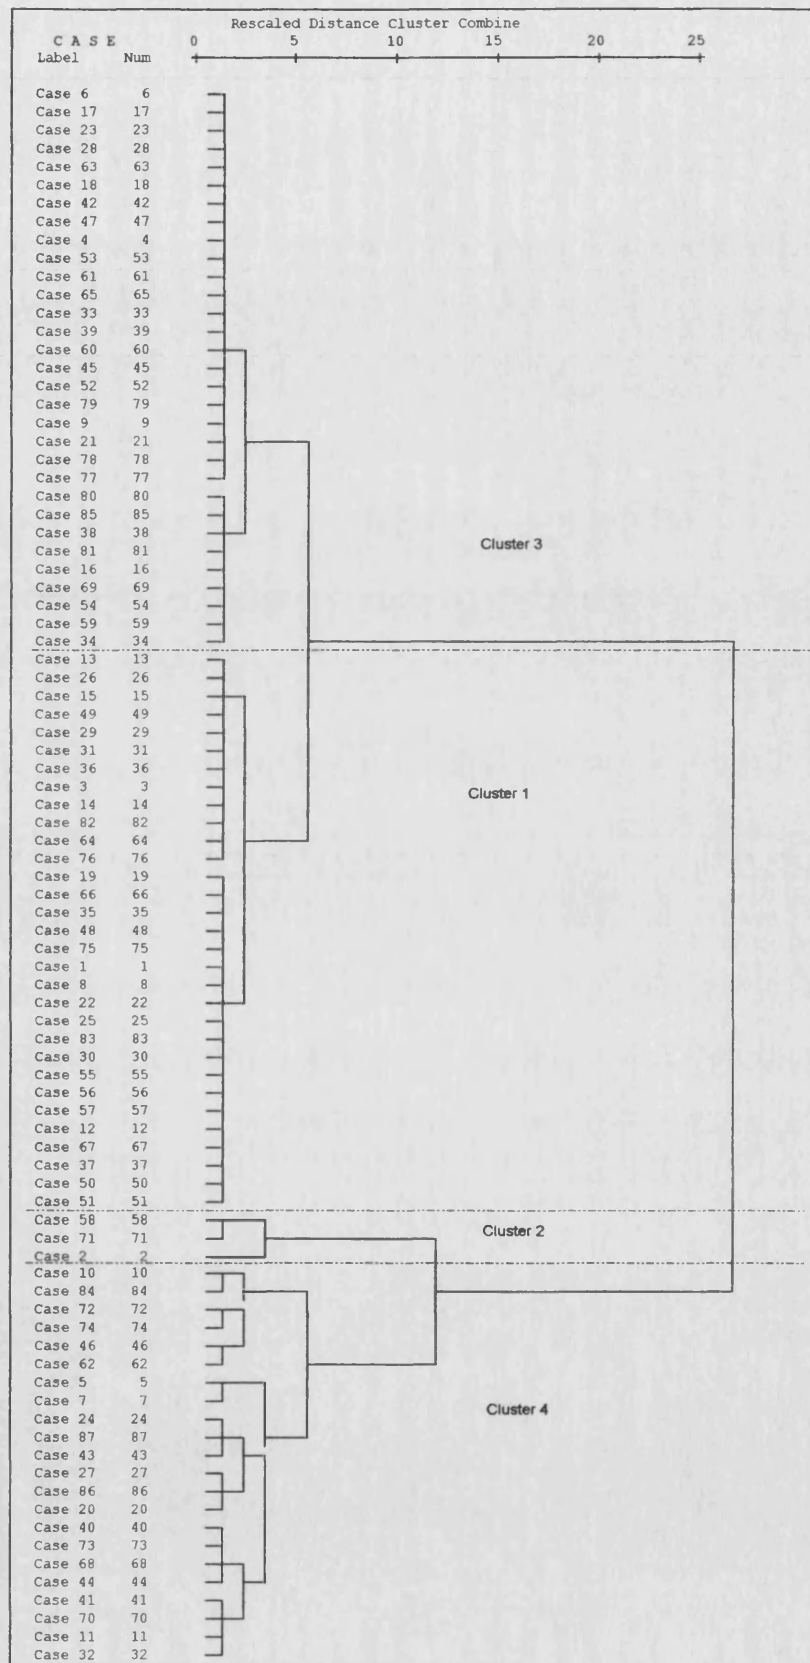 Rescaled Distance Cluster Combine
C A S E 0 5 10 15 20 25
Label Num
Case 6 6
Case 17 17
Case 23 23
Case 28 28
Case 63 63
Case 18 18
Case 42 42
Case 47 47
Case 4 4
Case 53 53
Case 61 61
Case 65 65
Case 33 33
Case 39 39
Case 60 60
Case 45 45
Case 52 52
Case 79 79
Case 9 9
Case 21 21
Case 78 78
Case 77 77
Case 80 80
Case 85 85
Case 38 38
Cluster 3
Case 81 81
Case 16 16
Case 69 69
Case 54 54
Case 59 59
Case 34 34
Case 13 13
Case 26 26
Case 15 15
Case 49 49
Case 29 29
Case 31 31
Case 36 36
Case 3 3
Cluster 1
Case 14 14
Case 82 82
Case 64 64
Case 76 76
Case 19 19
Case 66 66
Case 35 35
Case 48 48
Case 75 75
Case 1 1
Case 8 8
Case 22 22
Case 25 25
Case 83 83
Case 30 30
Case 55 55
Case 56 56
Case 57 57
Case 12 12
Case 67 67
Case 37 37
Case 50 50
Case 51 51
Case 58 58
Cluster 2
Case 71 71
Case 2 2
Case 10 10
Case 84 84
Case 72 72
Case 74 74
Case 46 46
Case 62 62
Case 5 5
Case 7 7
Cluster 4
Case 24 24
Case 87 87
Case 43 43
Case 27 27
Case 86 86
Case 20 20
Case 40 40
Case 73 73
Case 68 68
Case 44 44
Case 41 41
Case 70 70
Case 11 11
Case 32 32